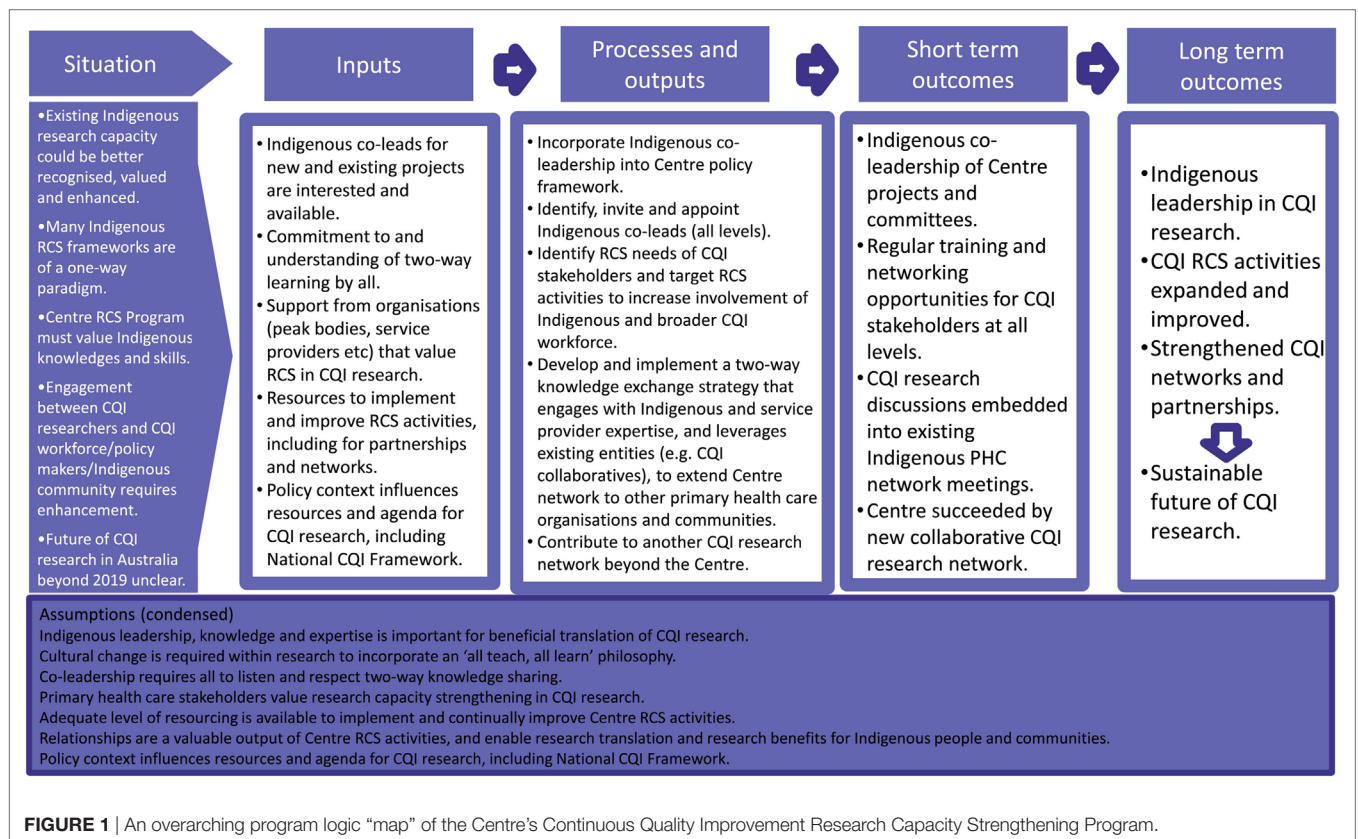 Situation
Inputs
Processes and
outputs
Short term
outcomes
Long term
outcomes
•Existing Indigenous
research capacity
could be better
recognised, valued
and enhanced.
•Many Indigenous
RCS frameworks are
of a one-way
paradigm.
•Centre RCS Program
must value Indigenous
knowledges and skills.
•Engagement
between CQI
researchers and CQI
workforce/policy
makers/Indigenous
community requires
enhancement.
•Future of CQI
research in Australia
beyond 2019 unclear.
• Indigenous co-leads for
new and existing projects
are interested and
available.
• Commitment to and
understanding of two-way
learning by all.
• Support from organisations
(peak bodies, service
providers etc) that value
RCS in CQI research.
• Resources to implement
and improve RCS activities,
including for partnerships
and networks.
• Policy context influences
resources and agenda for
CQI research, including
National CQI Framework.
• Incorporate Indigenous co-
leadership into Centre policy
framework.
• Identify, invite and appoint
Indigenous co-leads (all levels).
• Identify RCS needs of CQI
stakeholders and target RCS
activities to increase involvement of
Indigenous and broader CQI
workforce.
• Develop and implement a two-way
knowledge exchange strategy that
engages with Indigenous and service
provider expertise, and leverages
existing entities (e.g. CQI
collaboratives), to extend Centre
network to other primary health care
organisations and communities.
• Contribute to another CQI research
network beyond the Centre.
• Indigenous co-
leadership of Centre
projects and
committees.
• Regular training and
networking
opportunities for CQI
stakeholders at all
levels.
• CQI research
discussions embedded
into existing
Indigenous PHC
network meetings.
• Centre succeeded by
new collaborative CQI
research network.
•Indigenous
leadership in CQI
research.
•CQI RCS activities
expanded and
improved.
•Strengthened CQI
networks and
partnerships.
•Sustainable
future of CQI
research.
Assumptions (condensed)
Indigenous leadership, knowledge and expertise is important for beneficial translation of CQI research.
Cultural change is required within research to incorporate an ‘all teach, all learn’ philosophy.
Co-leadership requires all to listen and respect two-way knowledge sharing.
Primary health care stakeholders value research capacity strengthening in CQI research.
Adequate level of resourcing is available to implement and continually improve Centre RCS activities.
Relationships are a valuable output of Centre RCS activities, and enable research translation and research benefits for Indigenous people and communities.
Policy context influences resources and agenda for CQI research, including National CQI Framework.
FIGURE 1 | An overarching program logic “map” of the Centre’s Continuous Quality Improvement Research Capacity Strengthening Program.